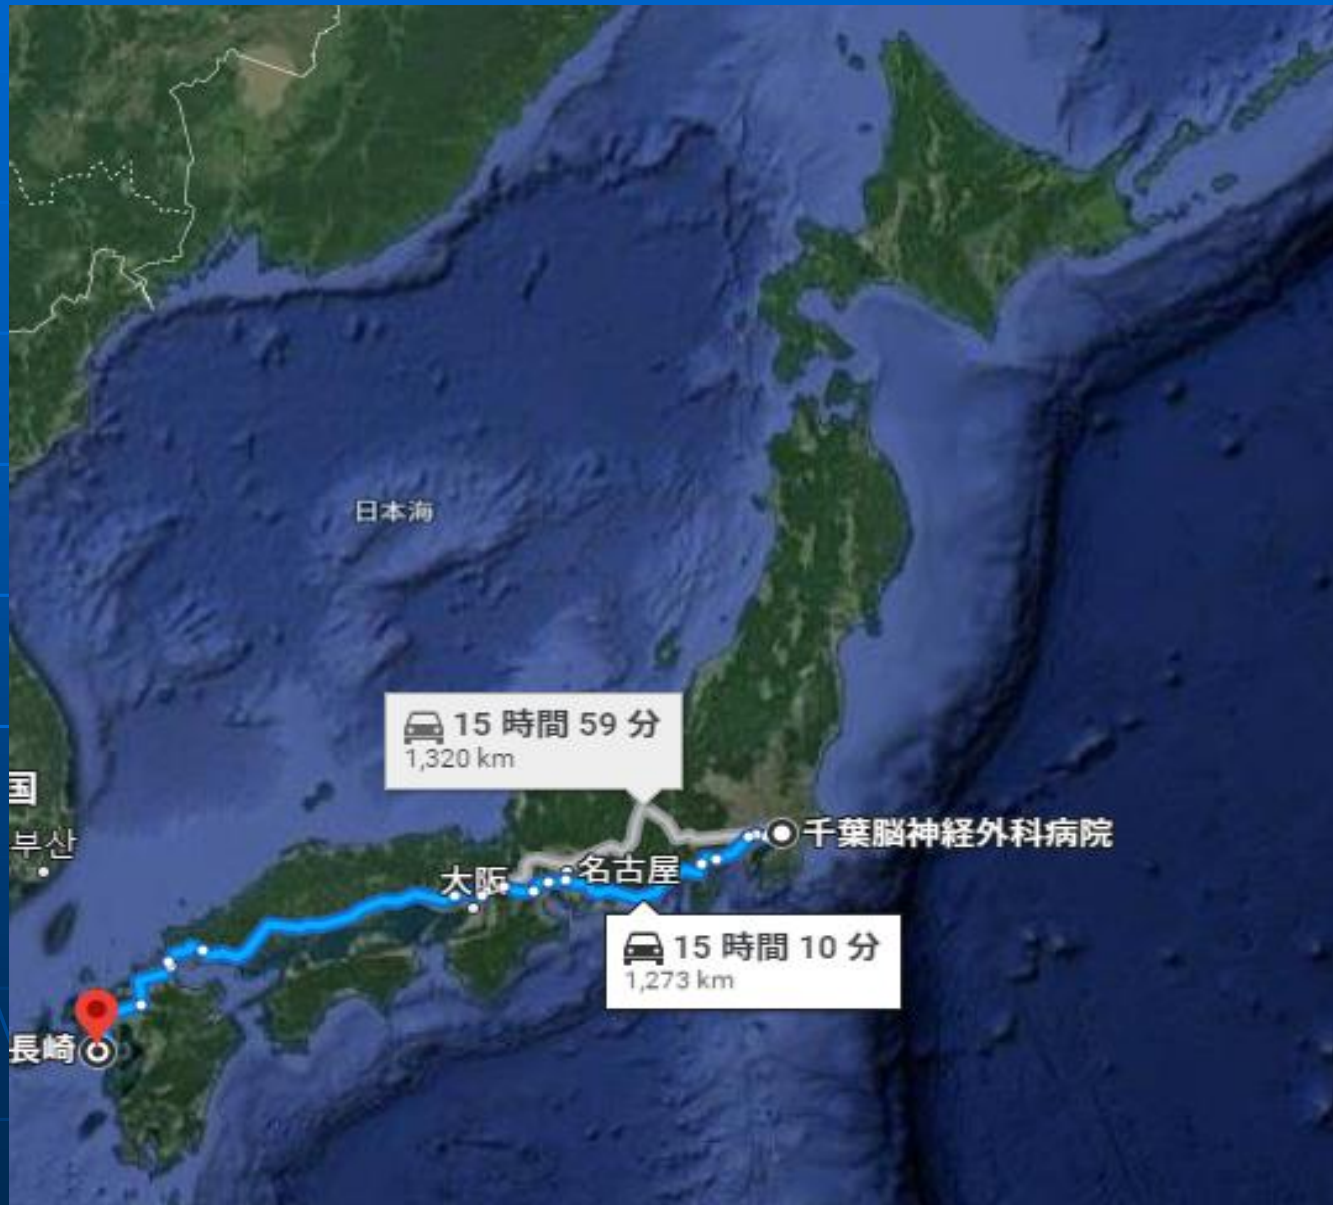 日本海
15 時間 59 分
1,320 km
国
부산
千葉脳神経外科病院
名古屋
大阪
15 時間 10 分
1,273 km
長崎